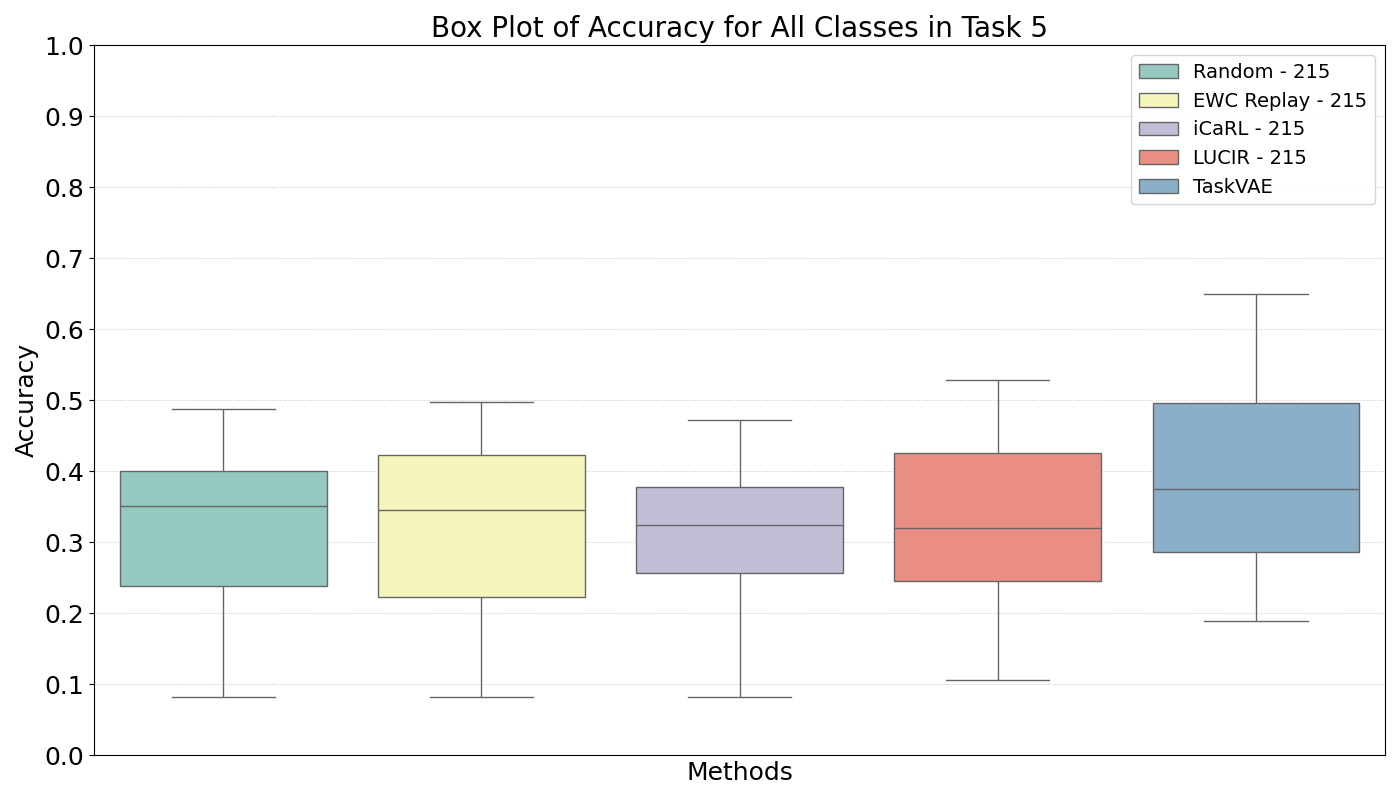 Box Plot of Accuracy for All Classes in Task 5
1.0
0.9
0.8
0.7
0.6
0.5
0.4
0.3
0.2
0.1
0.0
Accuracy
Methods
Random - 215
EWC Replay - 215
iCaRL - 215
LUCIR - 215
TaskVAE